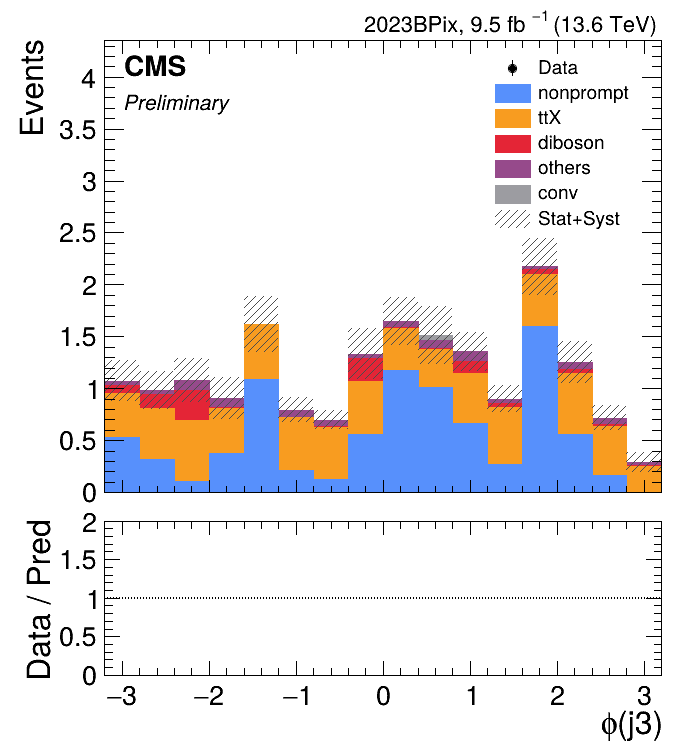 2023BPix, 9.5 fb⁻¹ (13.6 TeV)
Events
CMS
Preliminary
Data
nonprompt
ttX
diboson
others
conv
Stat+Syst
4
3.5
3
2.5
2
1.5
1
0.5
0
Data / Pred
2
1.5
1
0.5
0
−3 −2 −1 0 1 2 3
ϕ(j3)